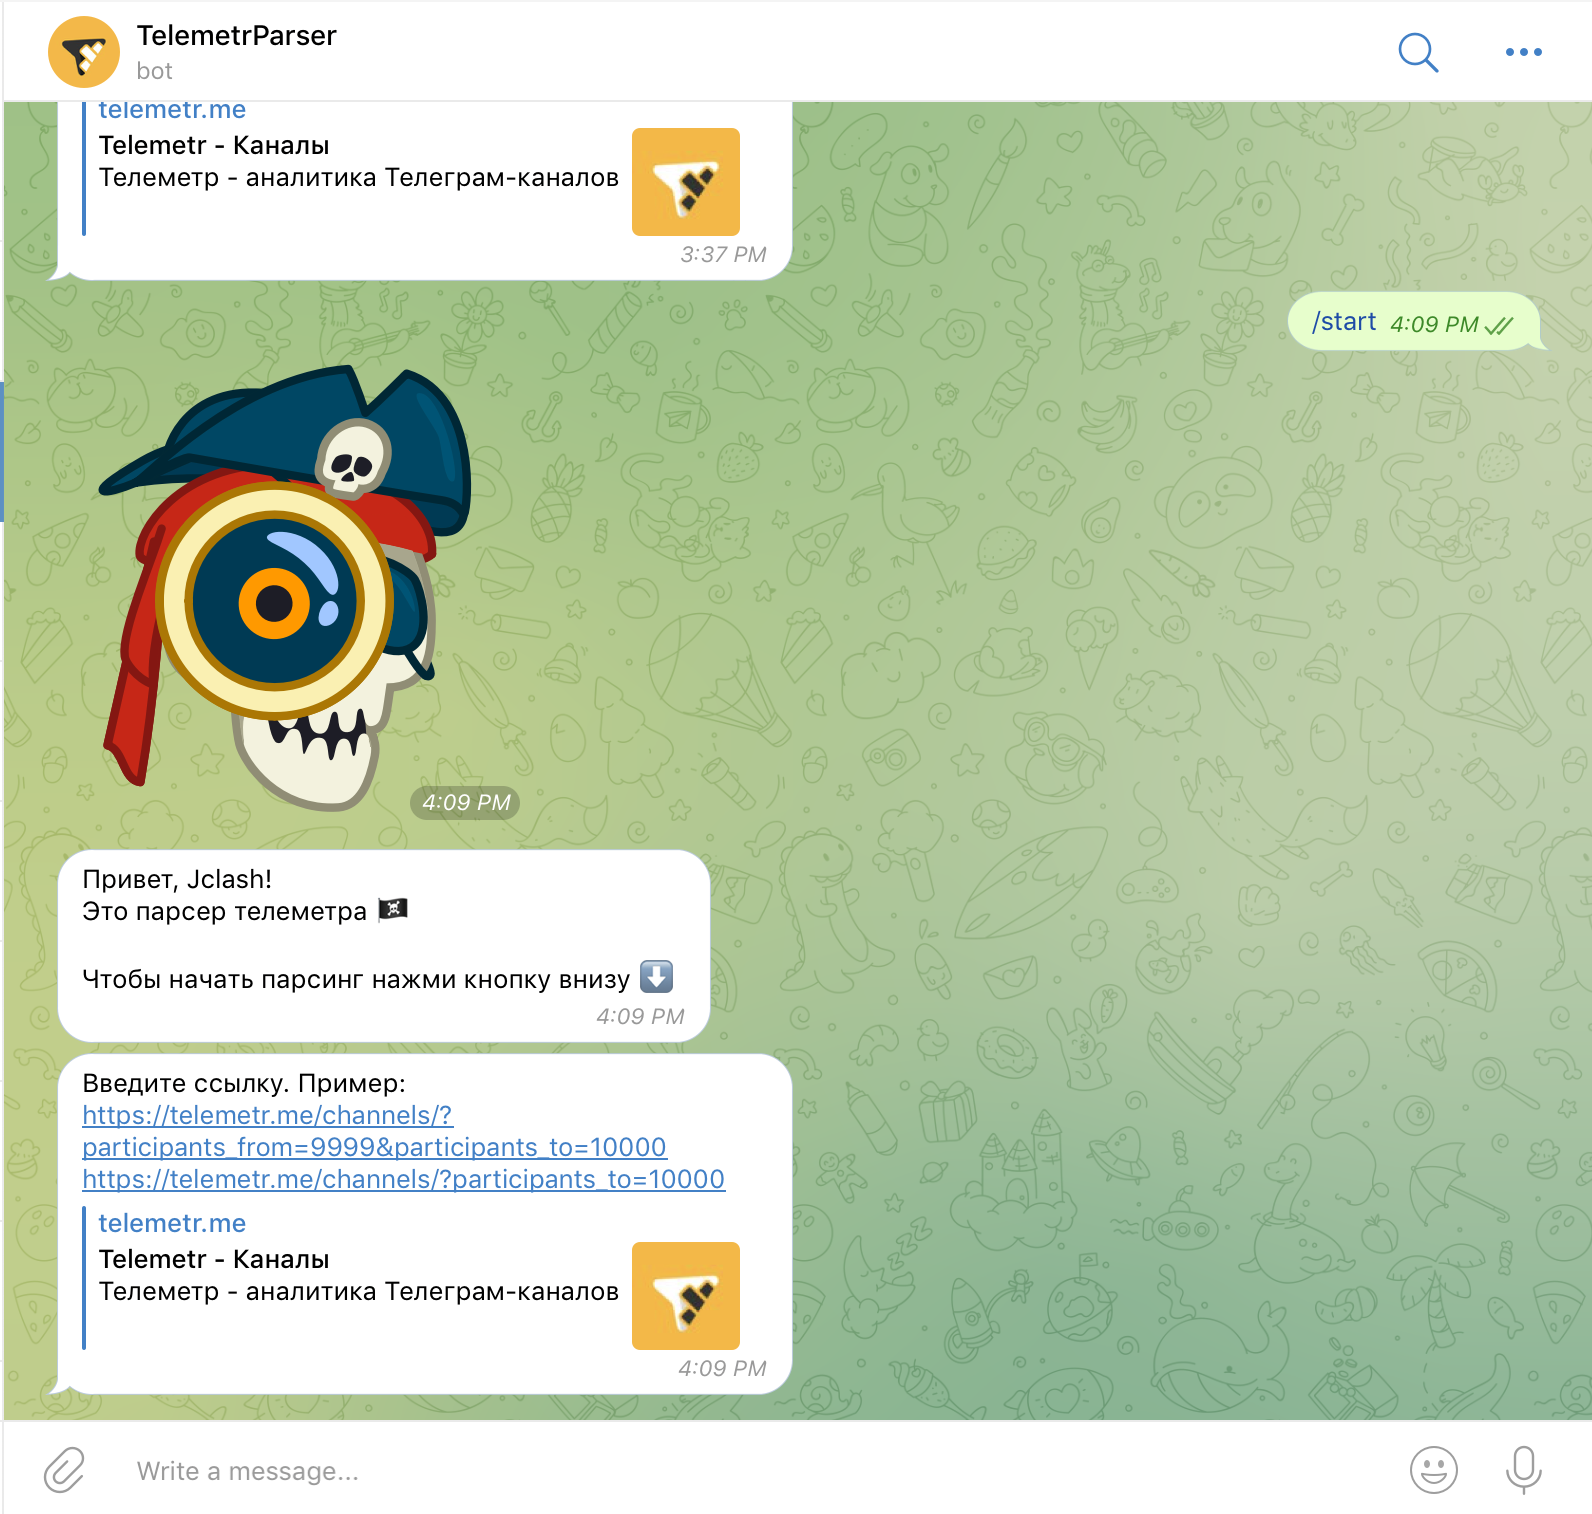 TelemetrParser
bot
telemetr.me
Telemetr - Каналы
Телеметр - аналитика Телеграм-каналов
3:37 PM
/start 4:09 PM
4:09 PM
Привет, Jclash!
Это парсер телеметра 🏴‍☠️
Чтобы начать парсинг нажми кнопку внизу ⬇️
4:09 PM
Введите ссылку. Пример:
https://telemetr.me/channels/?
participants_from=9999&participants_to=10000
https://telemetr.me/channels/?participants_to=10000
telemetr.me
Telemetr - Каналы
Телеметр - аналитика Телеграм-каналов
4:09 PM
Write a message...